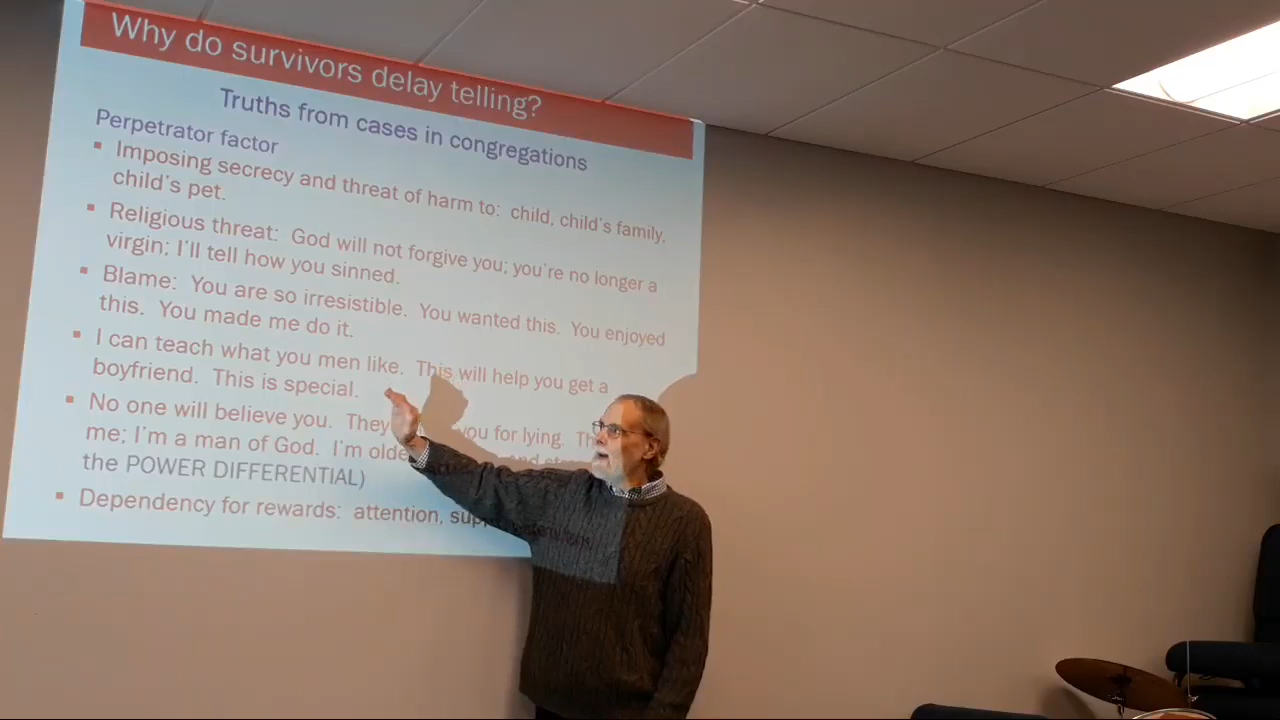 Why do survivors delay telling?
Truths from cases in congregations
Perpetrator factor
▪ Imposing secrecy and threat of harm to: child, child's family,
child's pet.
▪ Religious threat: God will not forgive you; you're no longer a
virgin; I'll tell how you sinned.
▪ Blame: You are so irresistible. You wanted this. You enjoyed
this. You made me do it.
▪ I can teach what you men like. This will help you get a
boyfriend. This is special.
▪ No one will believe you. They you for lying.
me; I'm a man of God. I'm and
the POWER DIFFERENTIAL)
▪ Dependency for rewards: attention,